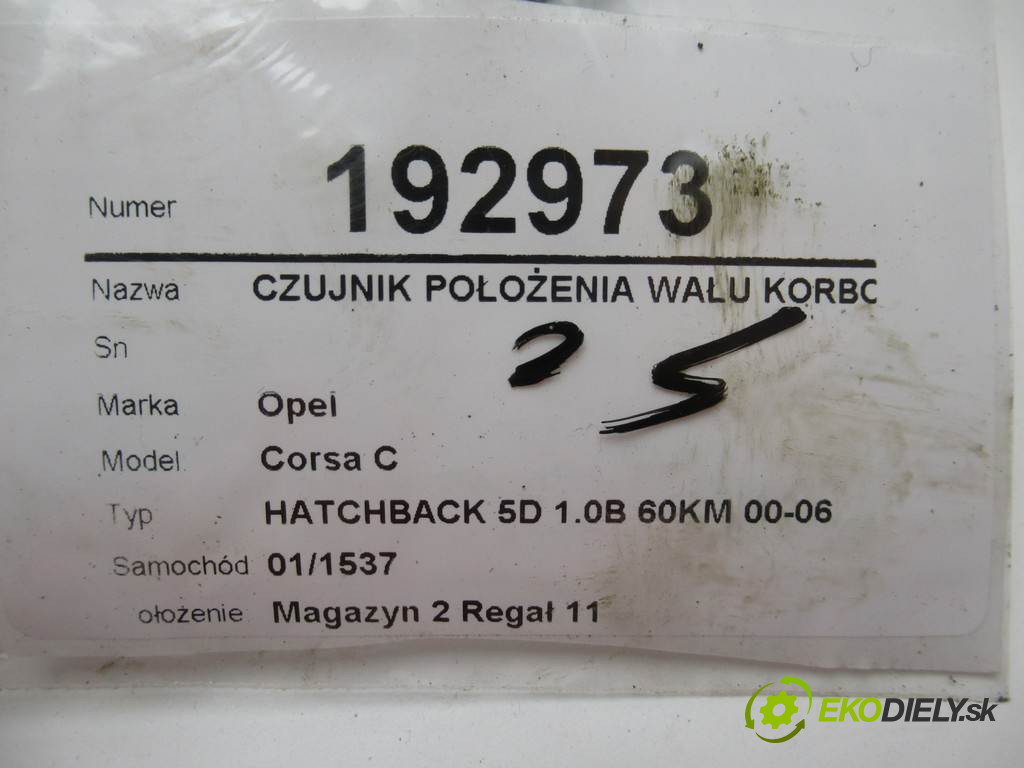 Numer 192973
Nazwa CZUJNIK POŁOŻENIA WAŁU KORBO
Sn
Marka Opel
Model Corsa C
Typ HATCHBACK 5D 1.0B 60KM 00-06
Samochód 01/1537
ołożenie Magazyn 2 Regał 11
EKODIELY.sk